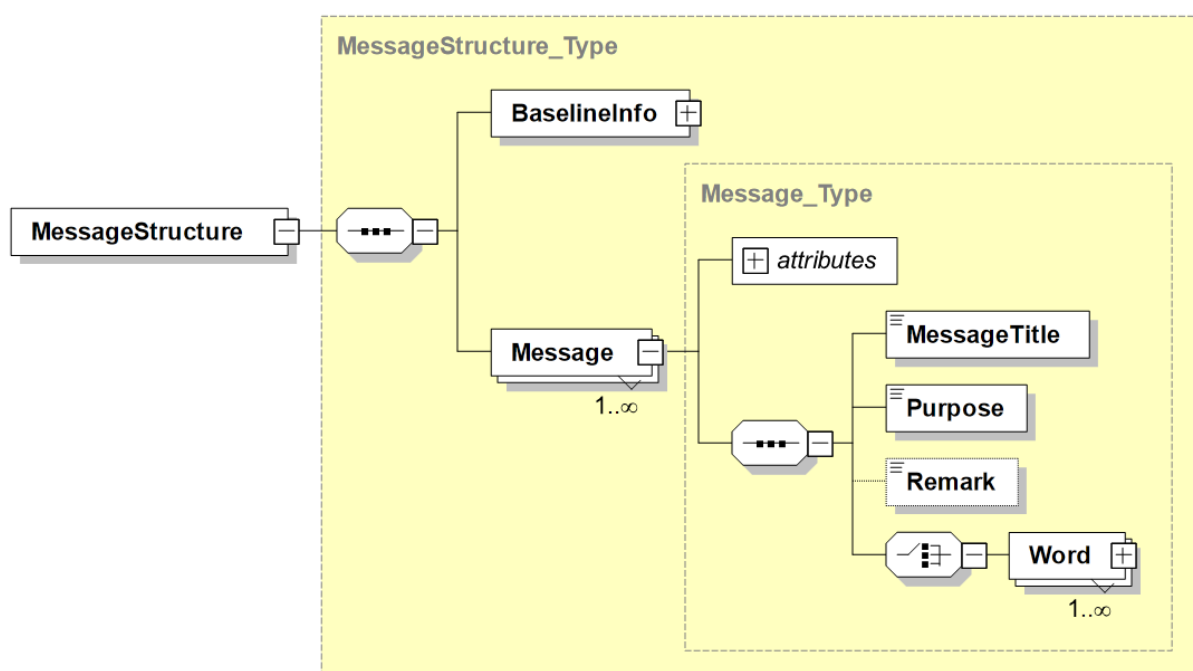 MessageStructure_Type
BaselineInfo
Message_Type
MessageStructure
attributes
MessageTitle
Message
1..∞
Purpose
Remark
Word
1..∞